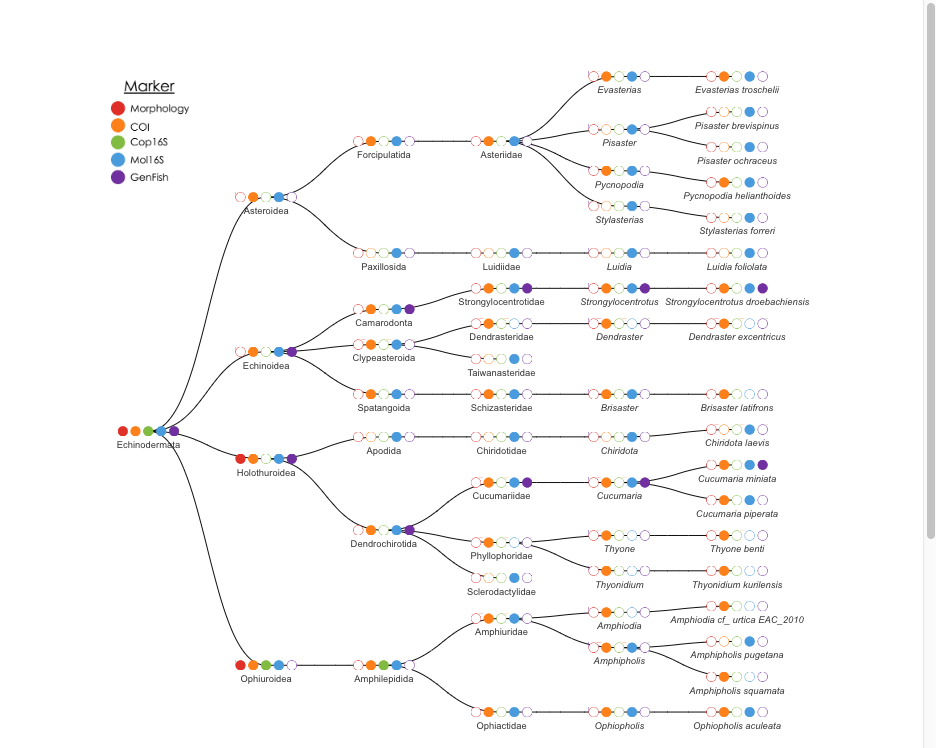 Marker
Morphology
COI
Cop16S
Mol16S
GenFish
Evasterias
Evasterias troschelii
Pisaster brevispinus
Pisaster
Forcipulatida
Asteriidae
Pisaster ochraceus
Pycnopodia
Pycnopodia helianthoides
Asteroidea
Stylasterias
Stylasterias forreri
Paxillosida
Luidiidae
Luidia
Luidia foliolata
Strongylocentrotidae
Strongylocentrotus
Strongylocentrotus droebachiensis
Camarodonta
Dendrasteridae
Dendraster
Dendraster excentricus
Clypeasteroida
Echinoidea
Taiwanasteridae
Spatangoida
Schizasteridae
Brisaster
Brisaster latifrons
Echinodermata
Chiridota laevis
Apodida
Chiridotidae
Chiridota
Holothuroidea
Cucumaria miniata
Cucumariidae
Cucumaria
Cucumaria piperata
Dendrochirotida
Phyllophoridae
Thyone
Thyone benti
Thyonidium
Thyonidium kurilensis
Sclerodactylidae
Amphiodia cf_ urtica EAC_2010
Amphiodia
Amphiuridae
Amphipholis pugetana
Amphipholis
Ophiuroidea
Amphilepidida
Amphipholis squamata
Ophiactidae
Ophiopholis
Ophiopholis aculeata